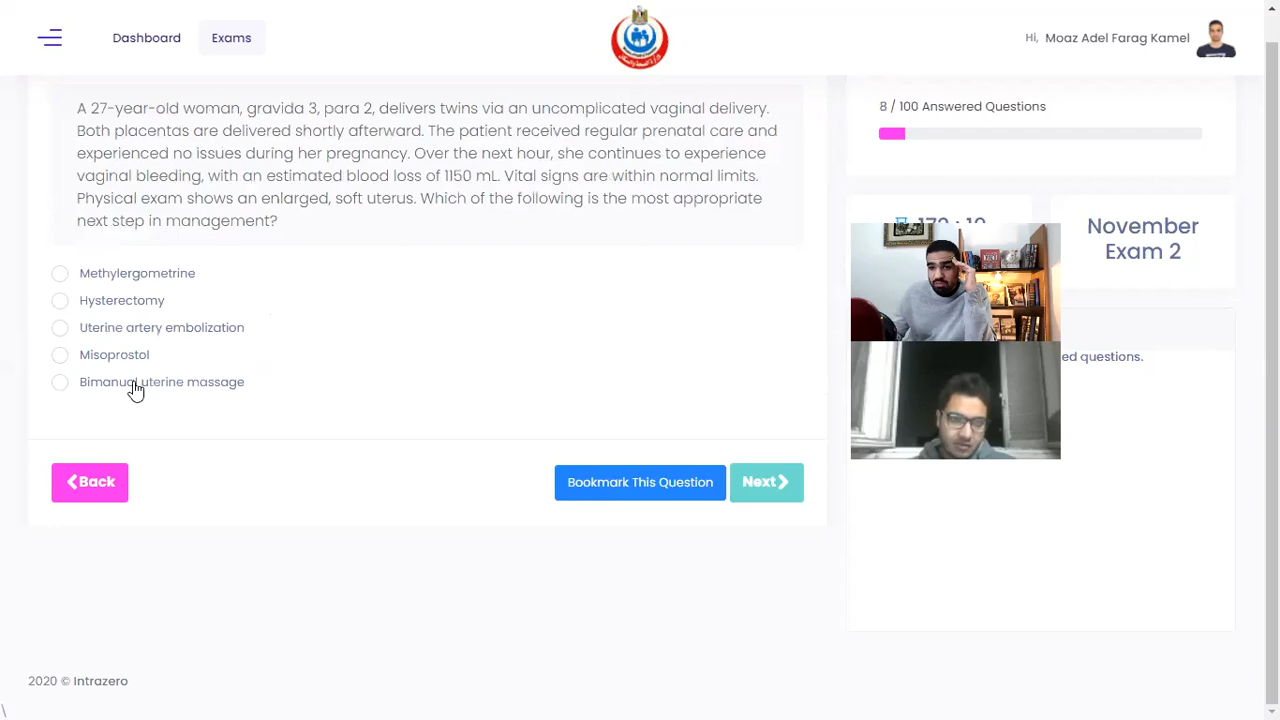 Dashboard
Exams
Hi, Moaz Adel Farag Kamel
A 27-year-old woman, gravida 3, para 2, delivers twins via an uncomplicated vaginal delivery.
Both placentas are delivered shortly afterward. The patient received regular prenatal care and
experienced no issues during her pregnancy. Over the next hour, she continues to experience
vaginal bleeding, with an estimated blood loss of 1150 mL. Vital signs are within normal limits.
Physical exam shows an enlarged, soft uterus. Which of the following is the most appropriate
next step in management?
Methylergometrine
Hysterectomy
Uterine artery embolization
Misoprostol
Bimanual uterine massage
Back
Bookmark This Question
Next
8 / 100 Answered Questions
November
Exam 2
ed questions.
2020 © Intrazero
\